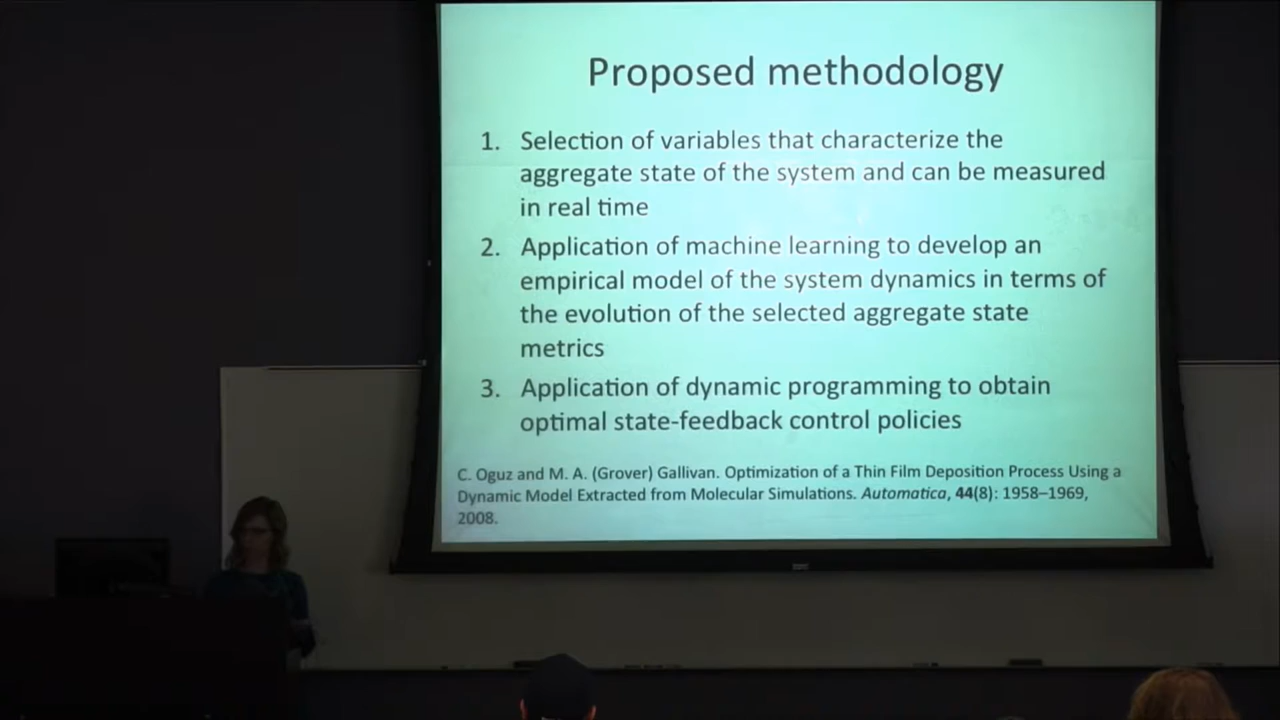 Proposed methodology
1. Selection of variables that characterize the
aggregate state of the system and can be measured
in real time
2. Application of machine learning to develop an
empirical model of the system dynamics in terms of
the evolution of the selected aggregate state
metrics
3. Application of dynamic programming to obtain
optimal state-feedback control policies
C. Oguz and M. A. (Grover) Gallivan. Optimization of a Thin Film Deposition Process Using a
Dynamic Model Extracted from Molecular Simulations. Automatica, 44(8): 1958–1969,
2008.